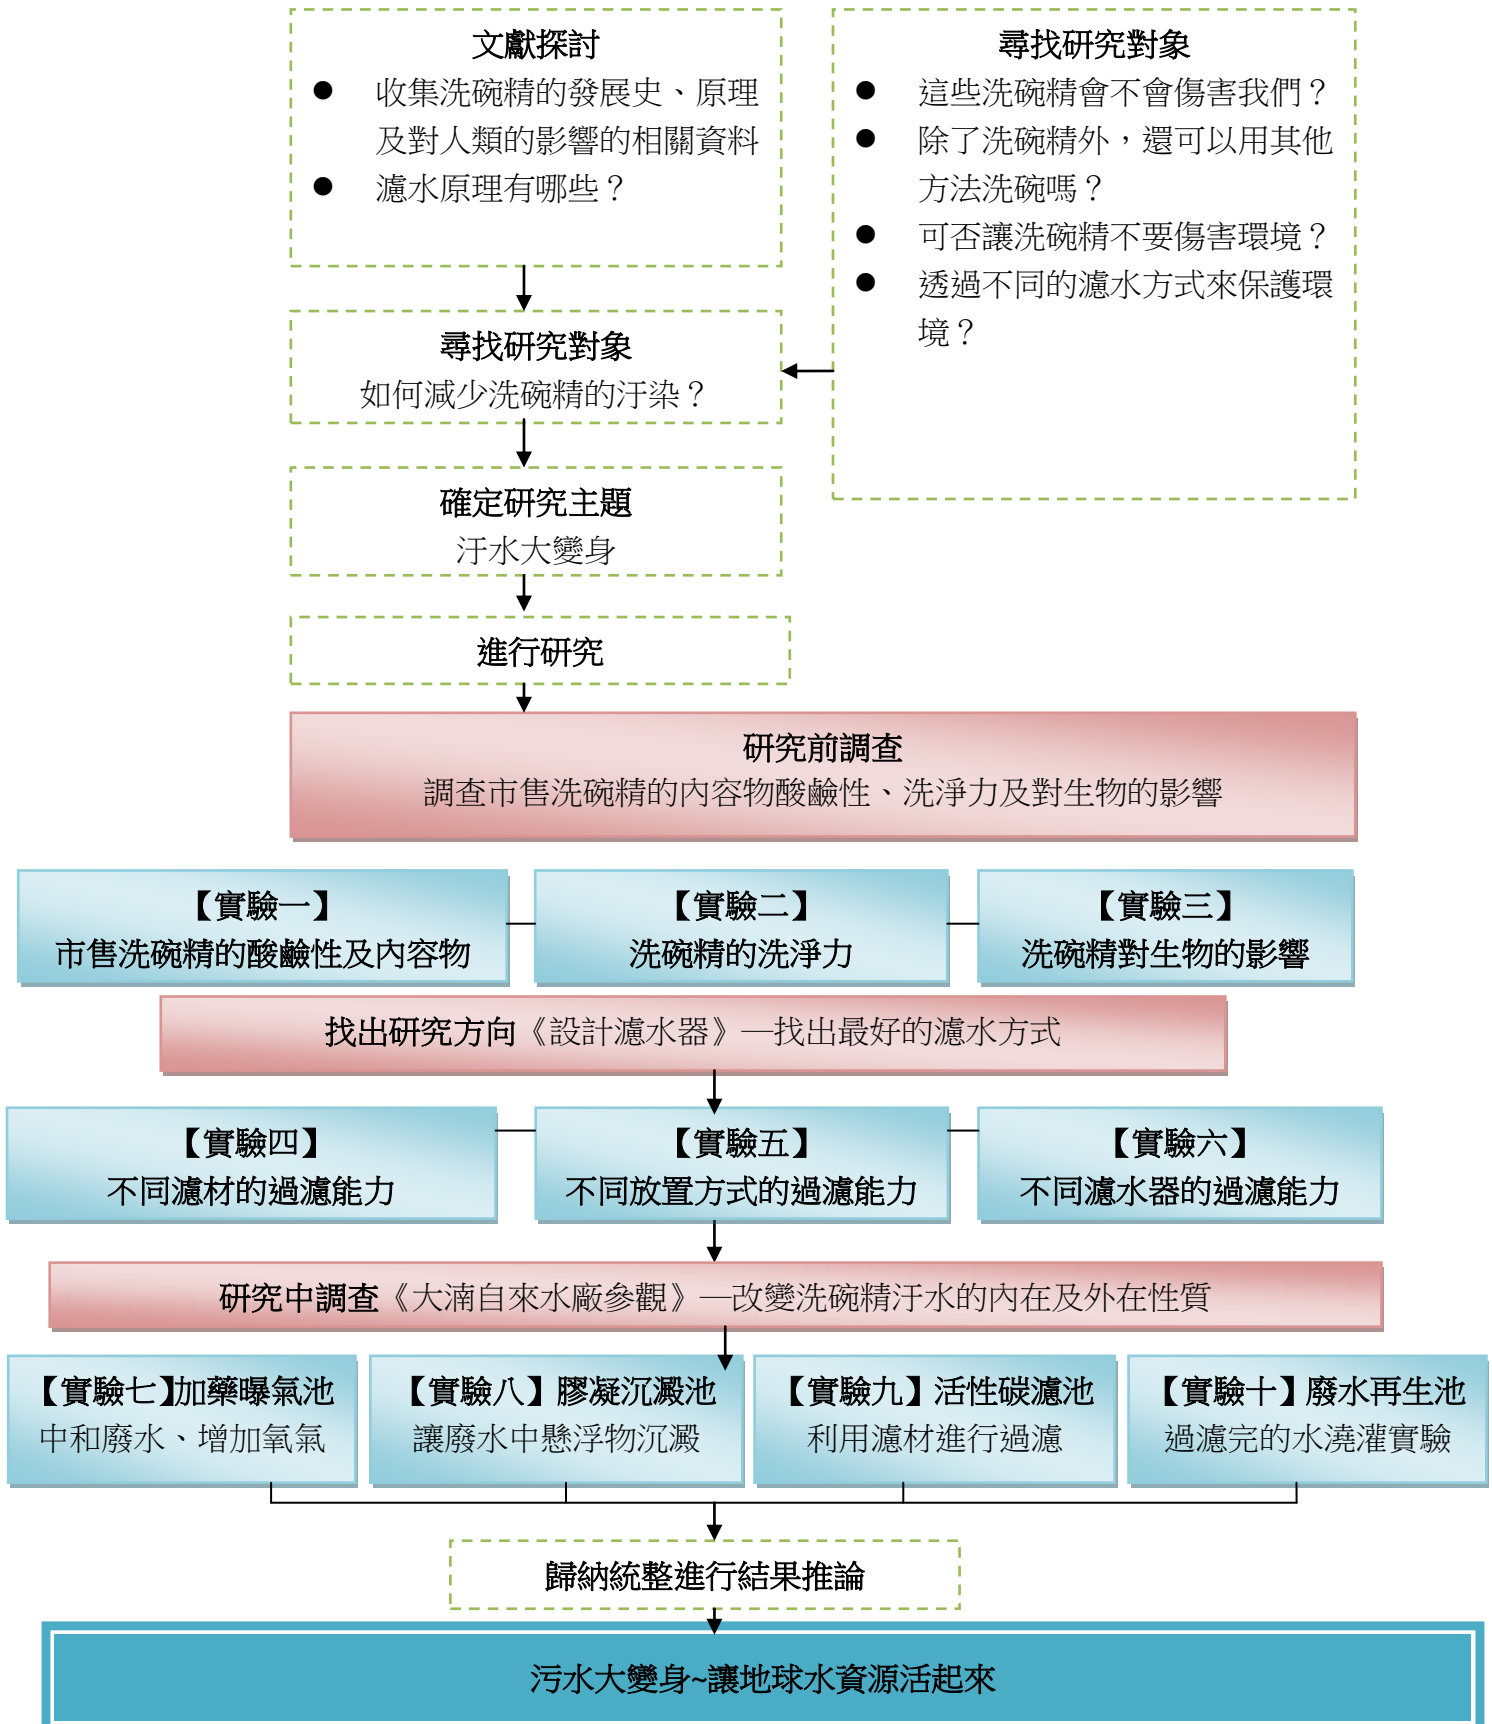 文獻探討
● 收集洗碗精的發展史、原理
及對人類的影響的相關資料
● 濾水原理有哪些？
尋找研究對象
● 這些洗碗精會不會傷害我們？
● 除了洗碗精外，還可以用其他
方法洗碗嗎？
● 可否讓洗碗精不要傷害環境？
● 透過不同的濾水方式來保護環
境？
尋找研究對象
如何減少洗碗精的汙染？
確定研究主題
汙水大變身
進行研究
研究前調查
調查市售洗碗精的內容物酸鹼性、洗淨力及對生物的影響
【實驗一】
市售洗碗精的酸鹼性及內容物
【實驗二】
洗碗精的洗淨力
【實驗三】
洗碗精對生物的影響
找出研究方向《設計濾水器》—找出最好的濾水方式
【實驗四】
不同濾材的過濾能力
【實驗五】
不同放置方式的過濾能力
【實驗六】
不同濾水器的過濾能力
研究中調查《大湳自來水廠參觀》—改變洗碗精汙水的內在及外在性質
【實驗七】加藥曝氣池
中和廢水、增加氧氣
【實驗八】膠凝沉澱池
讓廢水中懸浮物沉澱
【實驗九】活性碳濾池
利用濾材進行過濾
【實驗十】廢水再生池
過濾完的水澆灌實驗
歸納統整進行結果推論
污水大變身~讓地球水資源活起來